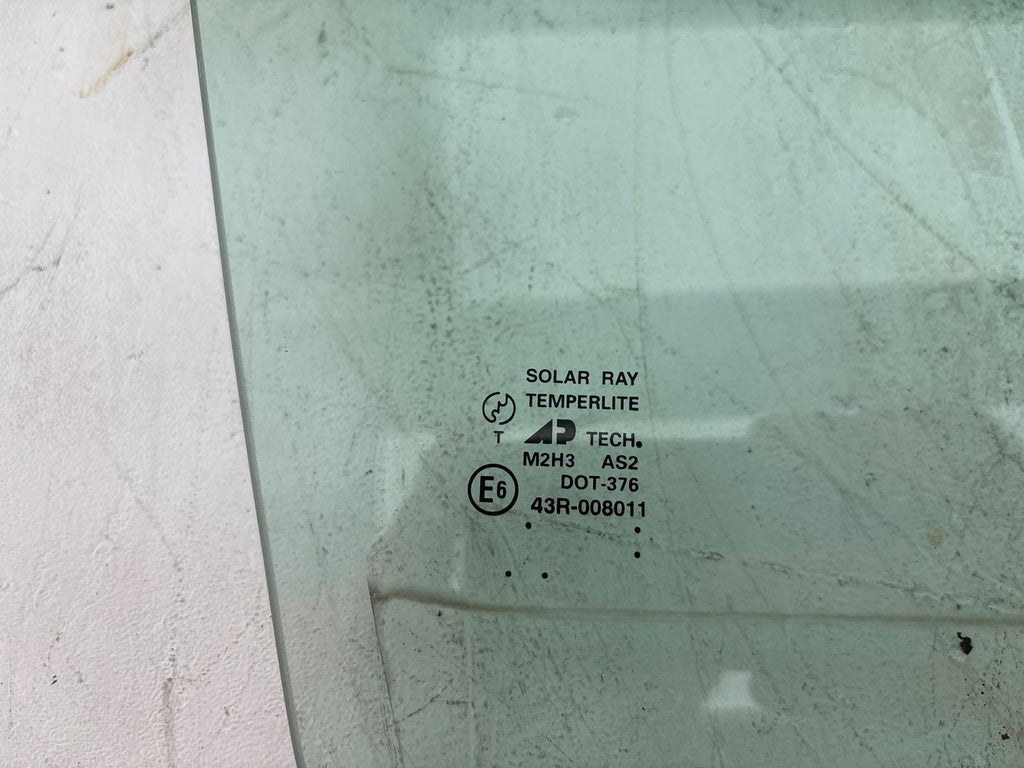 SOLAR RAY
TEMPERLITE
T AP TECH.
M2H3 AS2
DOT-376
E6 43R-008011